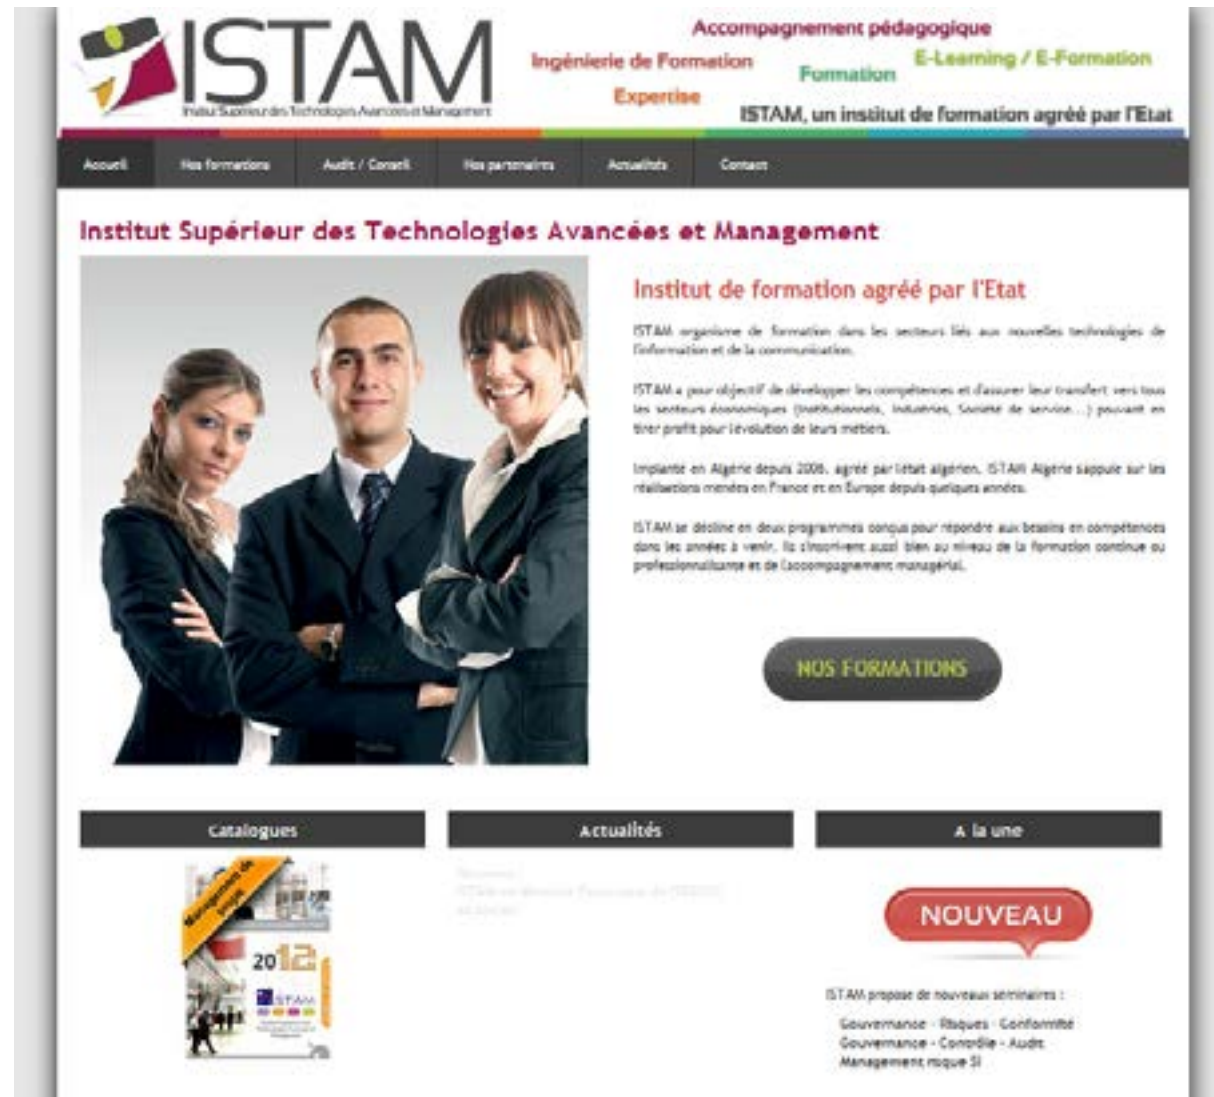 ISTAM
Institut Supérieur des Technologies Avancées et Management
Accompagnement pédagogique
Ingénierie de Formation
E-Learning / E-Formation
Formation
Expertise
ISTAM, un institut de formation agréé par l'Etat
Accueil
Nos formations
Audit / Conseil
Nos partenaires
Actualités
Contact
Institut Supérieur des Technologies Avancées et Management
Institut de formation agréé par l'Etat
ISTAM organisme de formation dans les secteurs liés aux nouvelles technologies de
l'information et de la communication.
ISTAM a pour objectif de développer les compétences et d'assurer leur transfert vers tous
les secteurs économiques (Institutionnels, Industries, Société de service...) pouvant en
tirer profit pour l'évolution de leurs métiers.
Implanté en Algérie depuis 2006, agréé par l'état algérien, ISTAM Algérie s'appuie sur les
réalisations menées en France et en Europe depuis quelques années.
ISTAM se décline en deux programmes conçus pour répondre aux besoins en compétences
dans les années à venir. Ils s'inscrivent aussi bien au niveau de la formation continue ou
professionnalisante et de l'accompagnement managérial.
NOS FORMATIONS
Catalogues
Actualités
A la une
Management de
projet
2012
ISTAM
NOUVEAU
ISTAM propose de nouveaux séminaires :
Gouvernance - Risques - Conformité
Gouvernance - Contrôle - Audit
Management risque SI